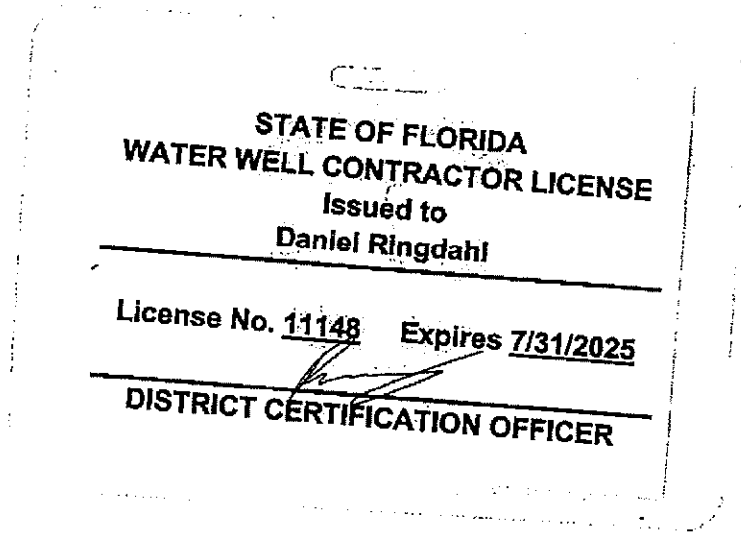 STATE OF FLORIDA
WATER WELL CONTRACTOR LICENSE
Issued to
Daniel Ringdahl
License No. 11148 Expires 7/31/2025
DISTRICT CERTIFICATION OFFICER